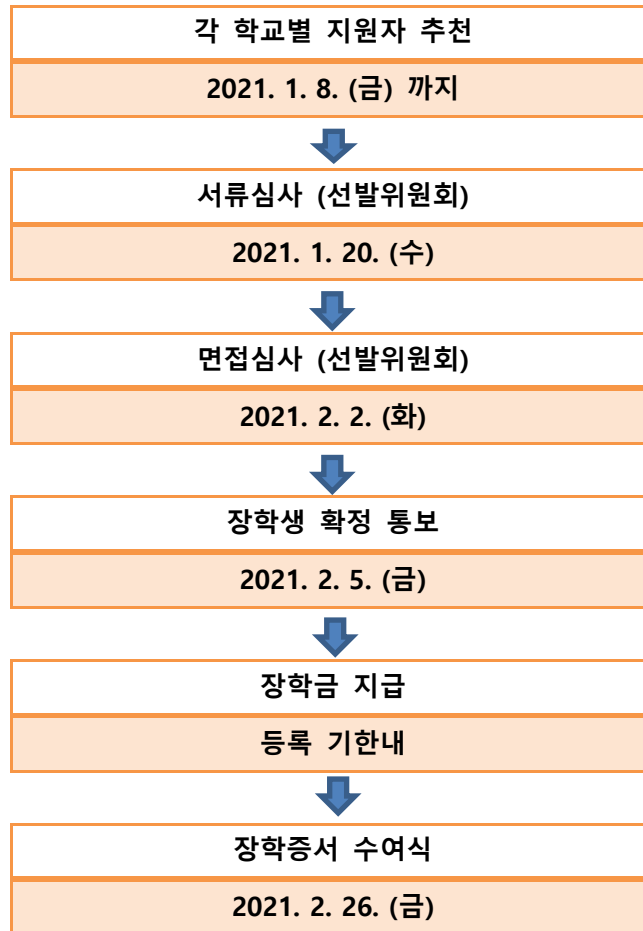 각 학교별 지원자 추천
2021. 1. 8. (금) 까지
서류심사 (선발위원회)
2021. 1. 20. (수)
면접심사 (선발위원회)
2021. 2. 2. (화)
장학생 확정 통보
2021. 2. 5. (금)
장학금 지급
등록 기한내
장학증서 수여식
2021. 2. 26. (금)